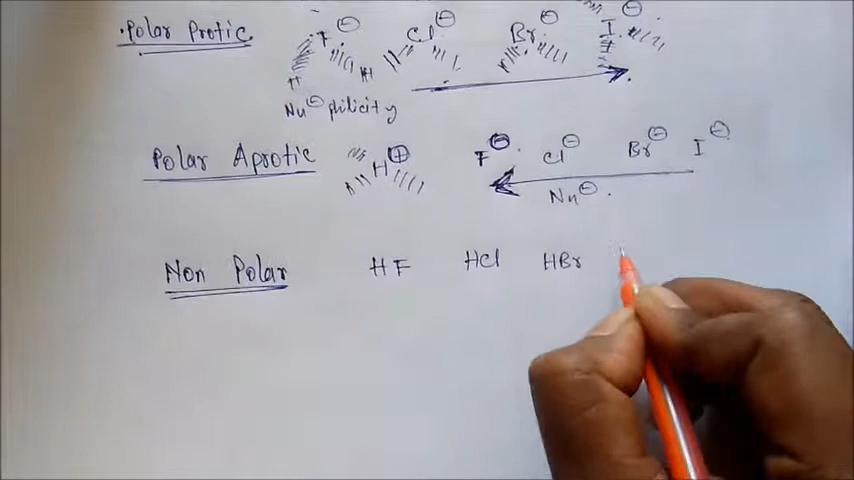 .Polar Protic. F⊖ Cl⊖ Br⊖ I⊖
H H
Nu⊖philicity
Polar Aprotic H⊕ F⊖ Cl⊖ Br⊖ I⊖
Nu⊖
Non Polar HF HCl HBr